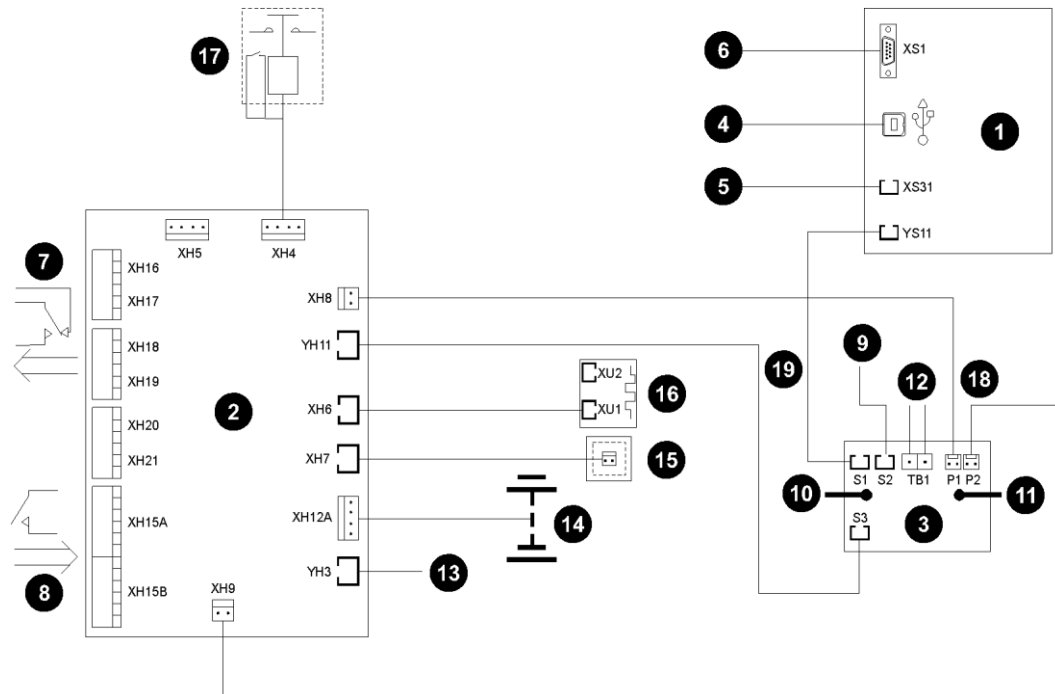 17
6
XS1
4
1
5
XS31
YS11
XH5
XH4
7
XH16
XH17
XH8
XH18
YH11
9
XH19
19
12
18
XU2
16
2
XH6
XU1
XH20
XH7
15
XH21
S1
S2
TB1
P1
P2
10
11
XH15A
XH12A
14
S3
3
YH3
13
8
XH15B
XH9